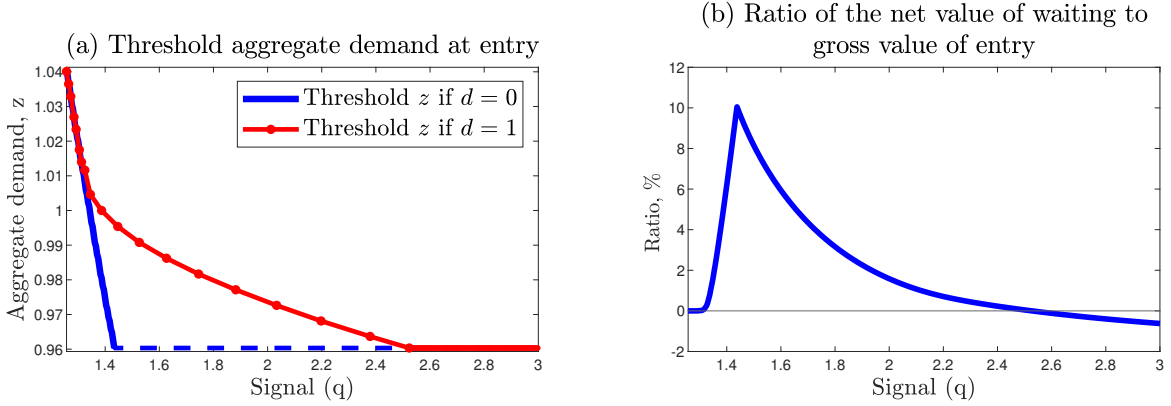 (a) Threshold aggregate demand at entry
Aggregate demand, z
1.04
1.03
1.02
1.01
1
0.99
0.98
0.97
0.96
Threshold z if d = 0
Threshold z if d = 1
1.4 1.6 1.8 2 2.2 2.4 2.6 2.8 3
Signal (q)
(b) Ratio of the net value of waiting to
gross value of entry
Ratio, %
12
10
8
6
4
2
0
-2
1.4 1.6 1.8 2 2.2 2.4 2.6 2.8 3
Signal (q)